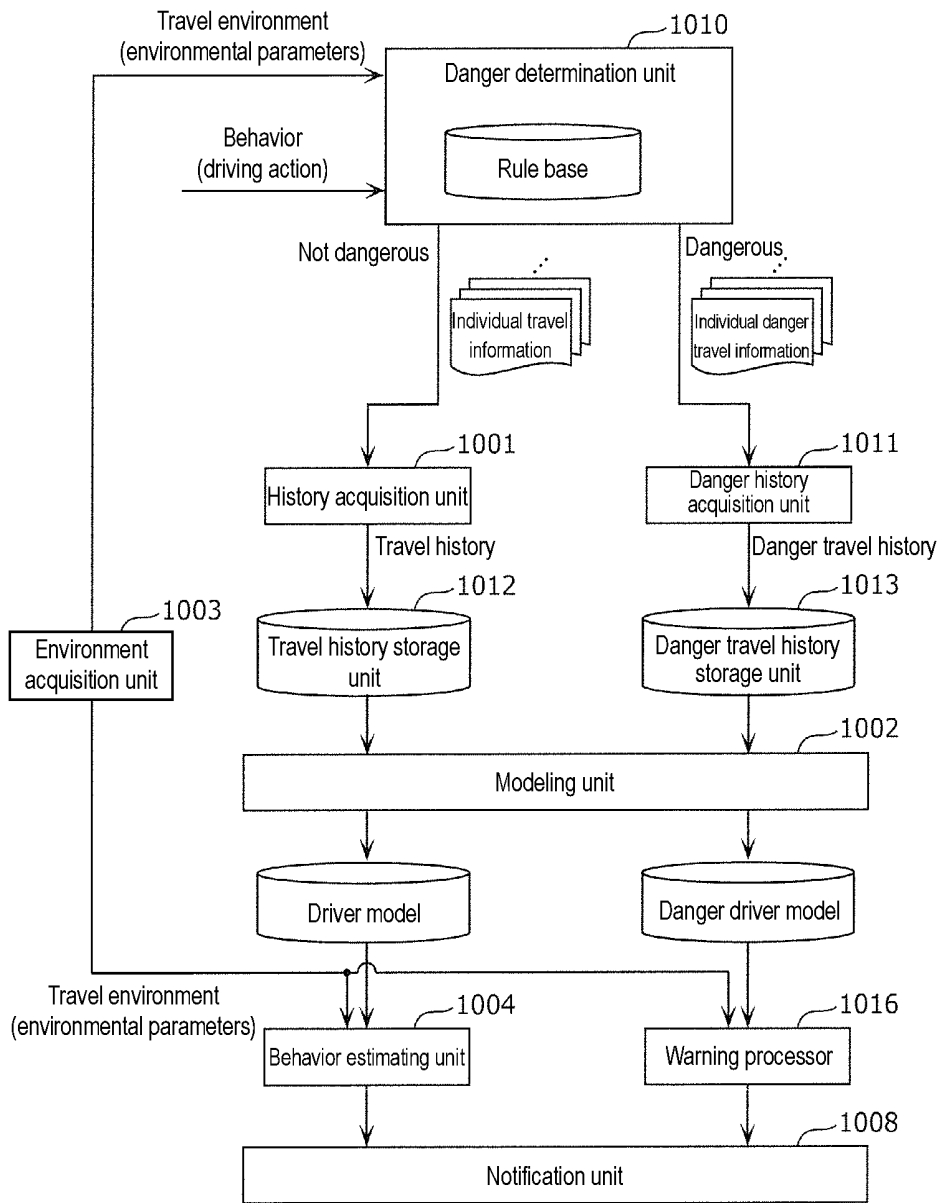 Travel environment
(environmental parameters)
1010
Danger determination unit
Behavior
(driving action)
Rule base
Not dangerous
Dangerous
Individual travel
information
Individual danger
travel information
1001
History acquisition unit
1011
Danger history
acquisition unit
Travel history
Danger travel history
1012
Travel history storage
unit
1013
Danger travel history
storage unit
1003
Environment
acquisition unit
1002
Modeling unit
Driver model
Danger driver model
Travel environment
(environmental parameters)
1004
Behavior estimating unit
1016
Warning processor
1008
Notification unit